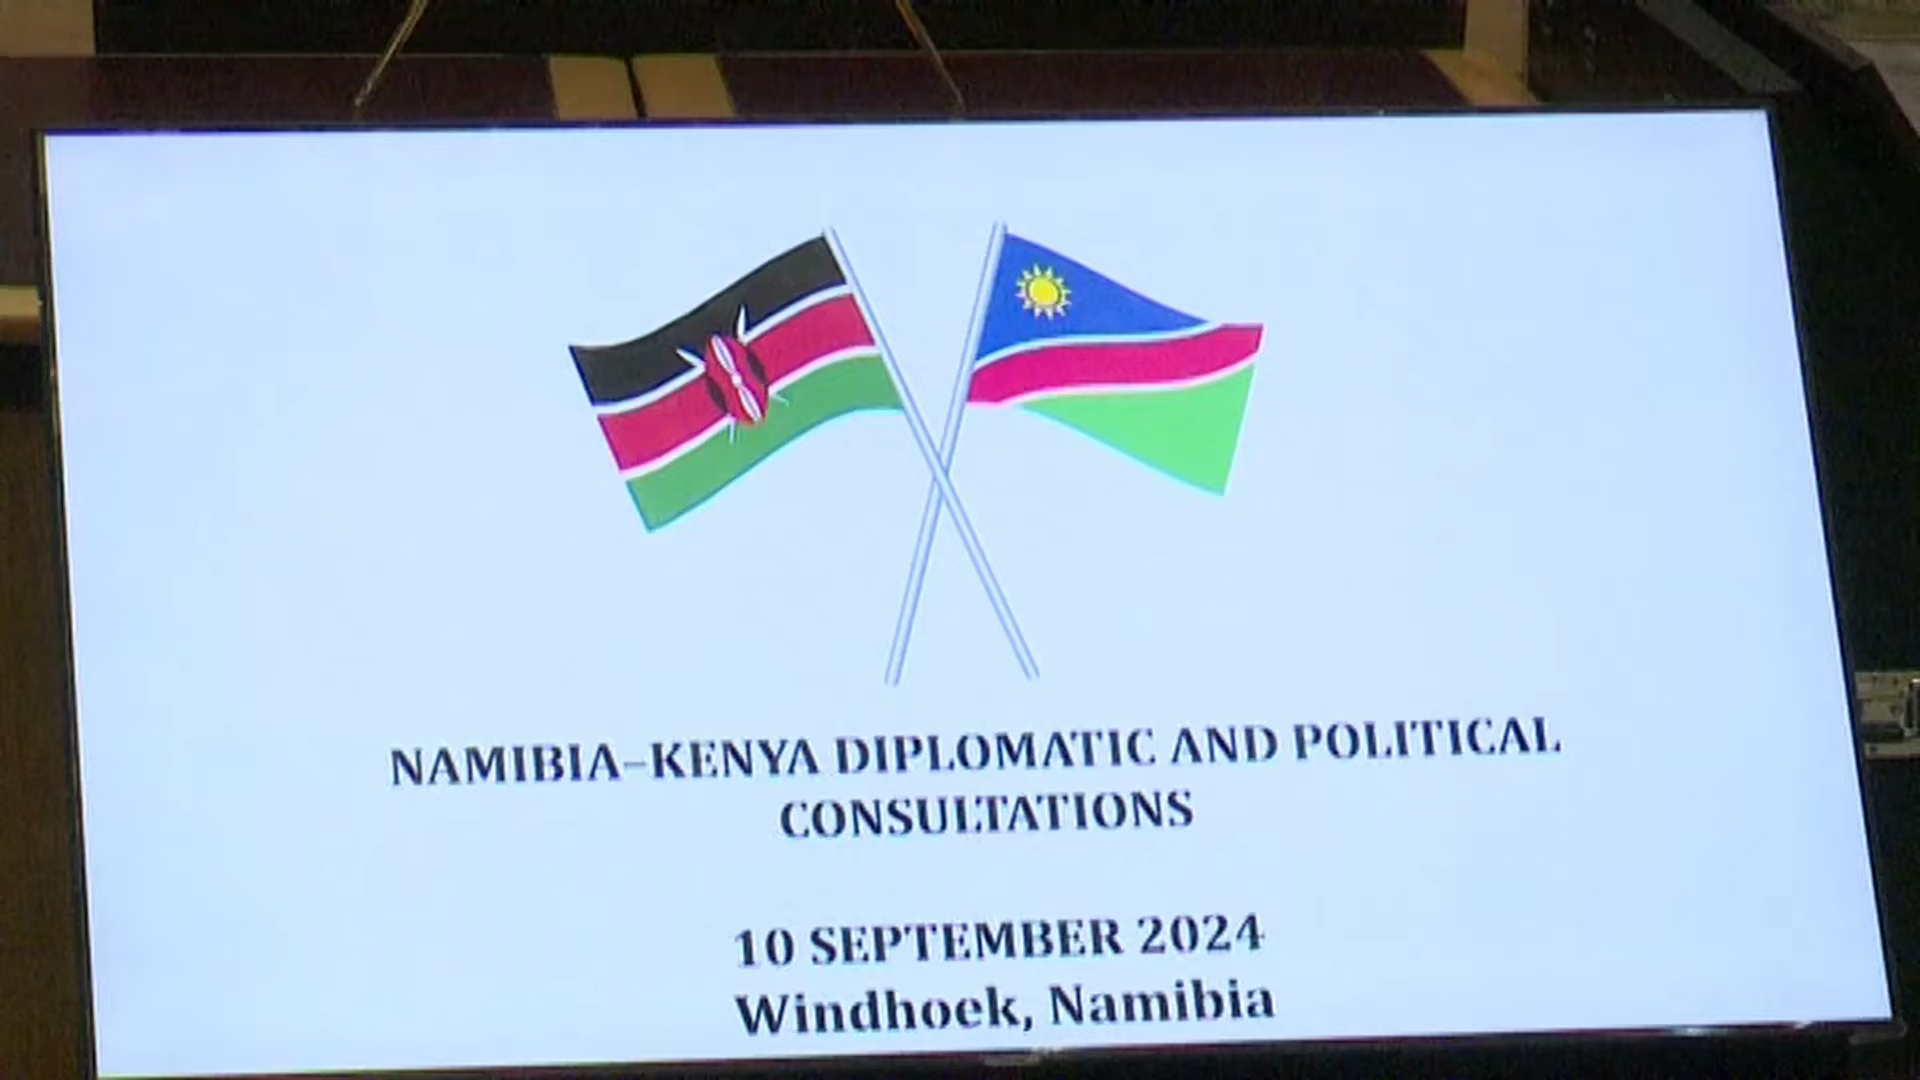 NAMIBIA–KENYA DIPLOMATIC AND POLITICAL
CONSULTATIONS
10 SEPTEMBER 2024
Windhoek, Namibia